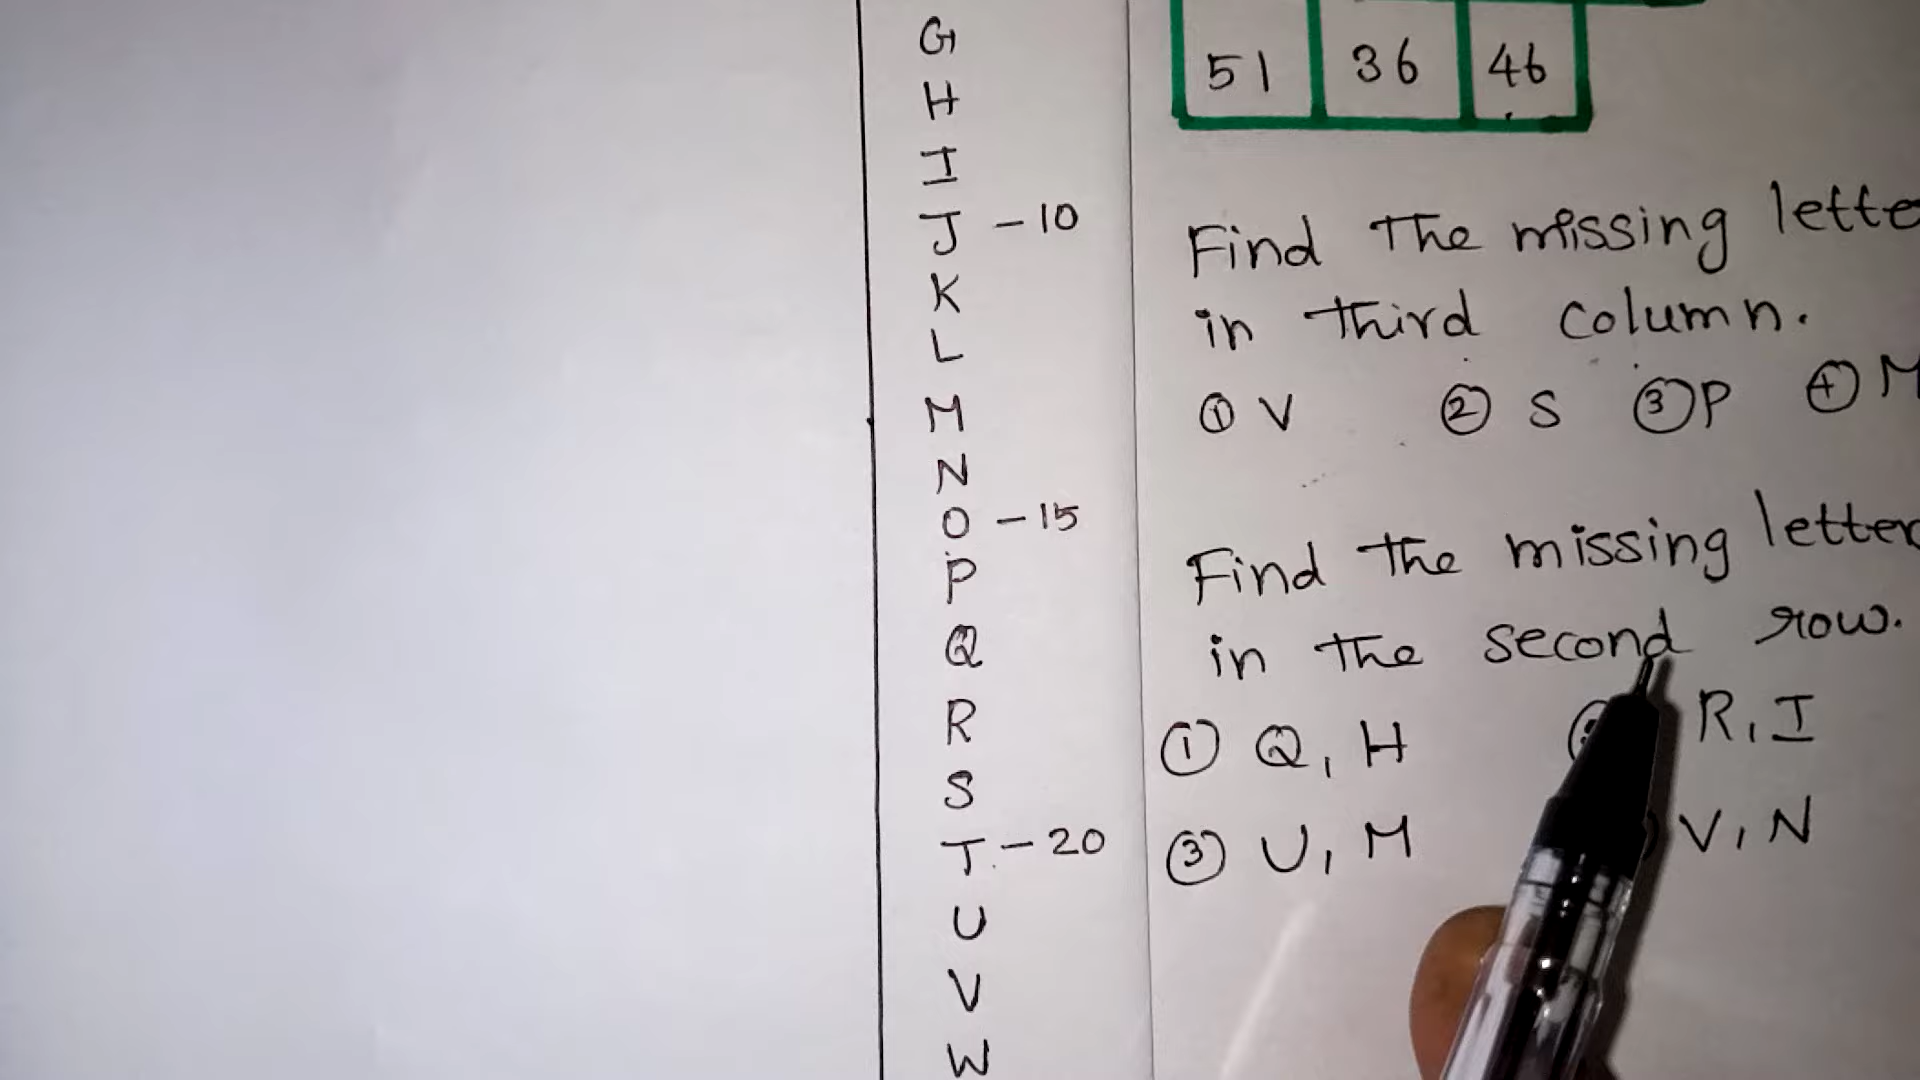 G
H
I
J - 10
K
L
M
N
O - 15
P
Q
R
S
T - 20
U
V
W
51 36 46
Find The missing lette
in third column.
① V ② S ③ P ④ M
Find the missing letter
in the second row.
① Q, H R, I
③ U, M V, N